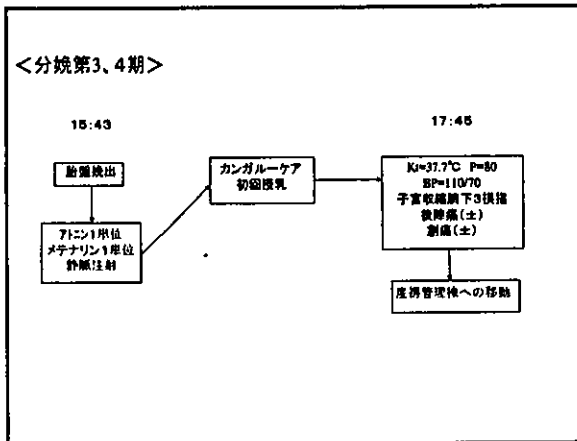 <分娩第3、4期>
15:43
胎盤娩出
アトニン1単位
メテナリン1単位
静脈注射
カンガルーケア
初回授乳
17:45
Kt=37.7℃ P=80
BP=110/70
子宮収縮臍下3横指
後陣痛(±)
創痛(±)
産褥管理棟への移動